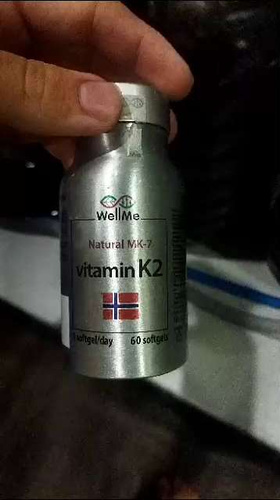 WellMe
Natural MK-7
vitamin K2
softgel/day 60 softgels